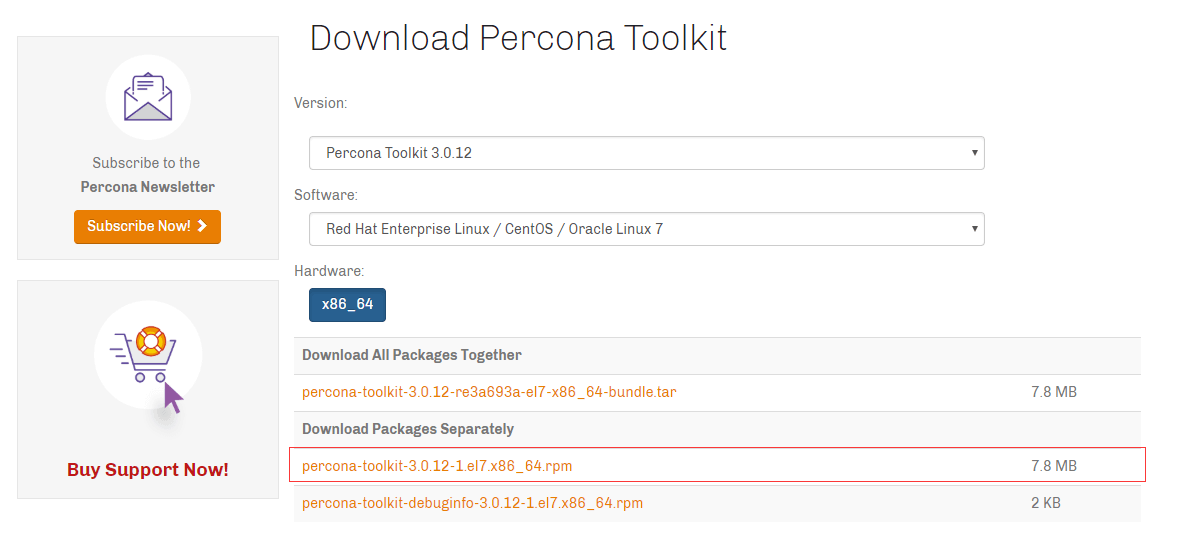 Download Percona Toolkit
Subscribe to the
Percona Newsletter
Subscribe Now!
Buy Support Now!
Version:
Percona Toolkit 3.0.12
Software:
Red Hat Enterprise Linux / CentOS / Oracle Linux 7
Hardware:
x86_64
Download All Packages Together
percona-toolkit-3.0.12-re3a693a-el7-x86_64-bundle.tar 7.8 MB
Download Packages Separately
percona-toolkit-3.0.12-1.el7.x86_64.rpm 7.8 MB
percona-toolkit-debuginfo-3.0.12-1.el7.x86_64.rpm 2 KB